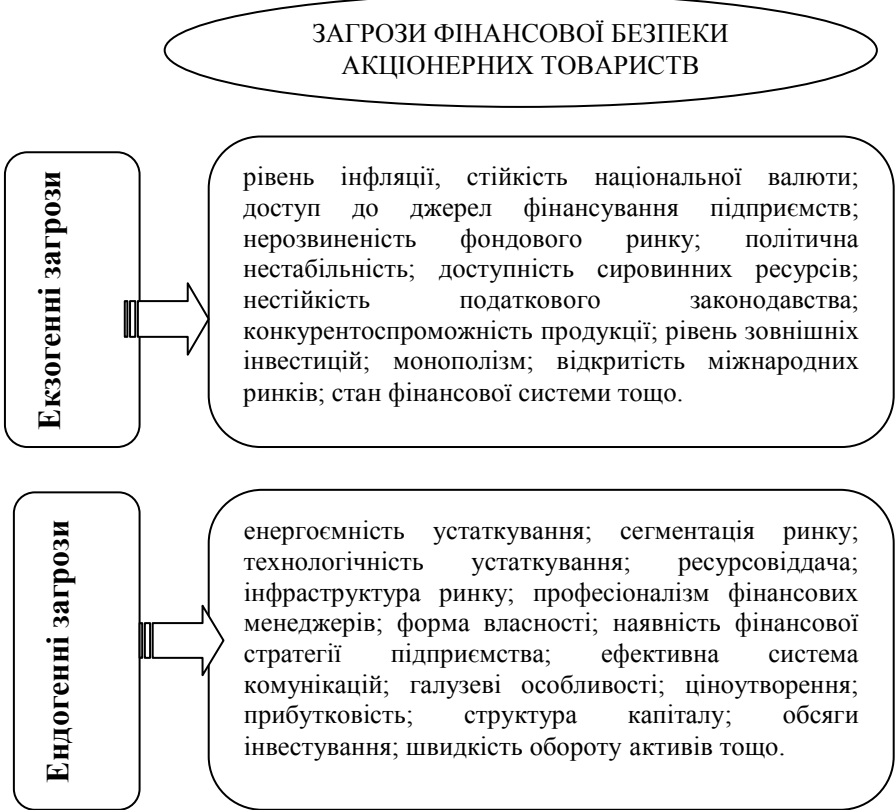 ЗАГРОЗИ ФІНАНСОВОЇ БЕЗПЕКИ
АКЦІОНЕРНИХ ТОВАРИСТВ
Екзогенні загрози
рівень інфляції, стійкість національної валюти;
доступ до джерел фінансування підприємств;
нерозвиненість фондового ринку; політична
нестабільність; доступність сировинних ресурсів;
нестійкість податкового законодавства;
конкурентоспроможність продукції; рівень зовнішніх
інвестицій; монополізм; відкритість міжнародних
ринків; стан фінансової системи тощо.
Ендогенні загрози
енергоємність устаткування; сегментація ринку;
технологічність устаткування; ресурсовіддача;
інфраструктура ринку; професіоналізм фінансових
менеджерів; форма власності; наявність фінансової
стратегії підприємства; ефективна система
комунікацій; галузеві особливості; ціноутворення;
прибутковість; структура капіталу; обсяги
інвестування; швидкість обороту активів тощо.